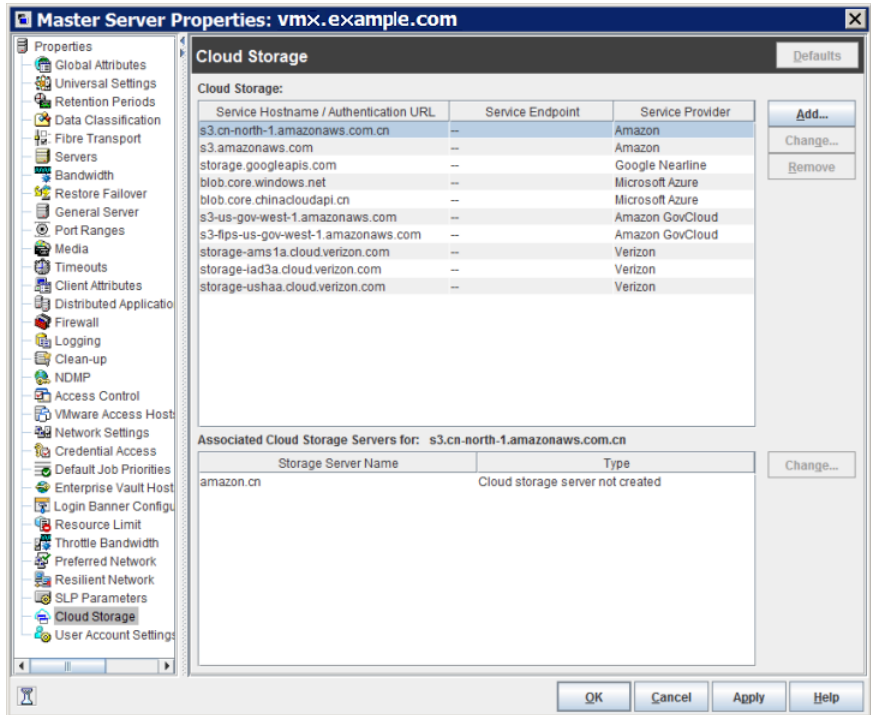 Master Server Properties: vmx.example.com
Properties
Global Attributes
Universal Settings
Retention Periods
Data Classification
Fibre Transport
Servers
Bandwidth
Restore Failover
General Server
Port Ranges
Media
Timeouts
Client Attributes
Distributed Applicatio
Firewall
Logging
Clean-up
NDMP
Access Control
VMware Access Hosts
Network Settings
Credential Access
Default Job Priorities
Enterprise Vault Host
Login Banner Configu
Resource Limit
Throttle Bandwidth
Preferred Network
Resilient Network
SLP Parameters
Cloud Storage
User Account Settings
Cloud Storage Defaults
Cloud Storage:
Service Hostname / Authentication URL Service Endpoint Service Provider
s3.cn-north-1.amazonaws.com.cn -- Amazon
s3.amazonaws.com -- Amazon
storage.googleapis.com -- Google Nearline
blob.core.windows.net -- Microsoft Azure
blob.core.chinacloudapi.cn -- Microsoft Azure
s3-us-gov-west-1.amazonaws.com -- Amazon GovCloud
s3-fips-us-gov-west-1.amazonaws.com -- Amazon GovCloud
storage-ams1a.cloud.verizon.com -- Verizon
storage-iad3a.cloud.verizon.com -- Verizon
storage-ushaa.cloud.verizon.com -- Verizon
Add...
Change...
Remove
Associated Cloud Storage Servers for: s3.cn-north-1.amazonaws.com.cn
Storage Server Name Type
amazon.cn Cloud storage server not created
Change...
OK Cancel Apply Help